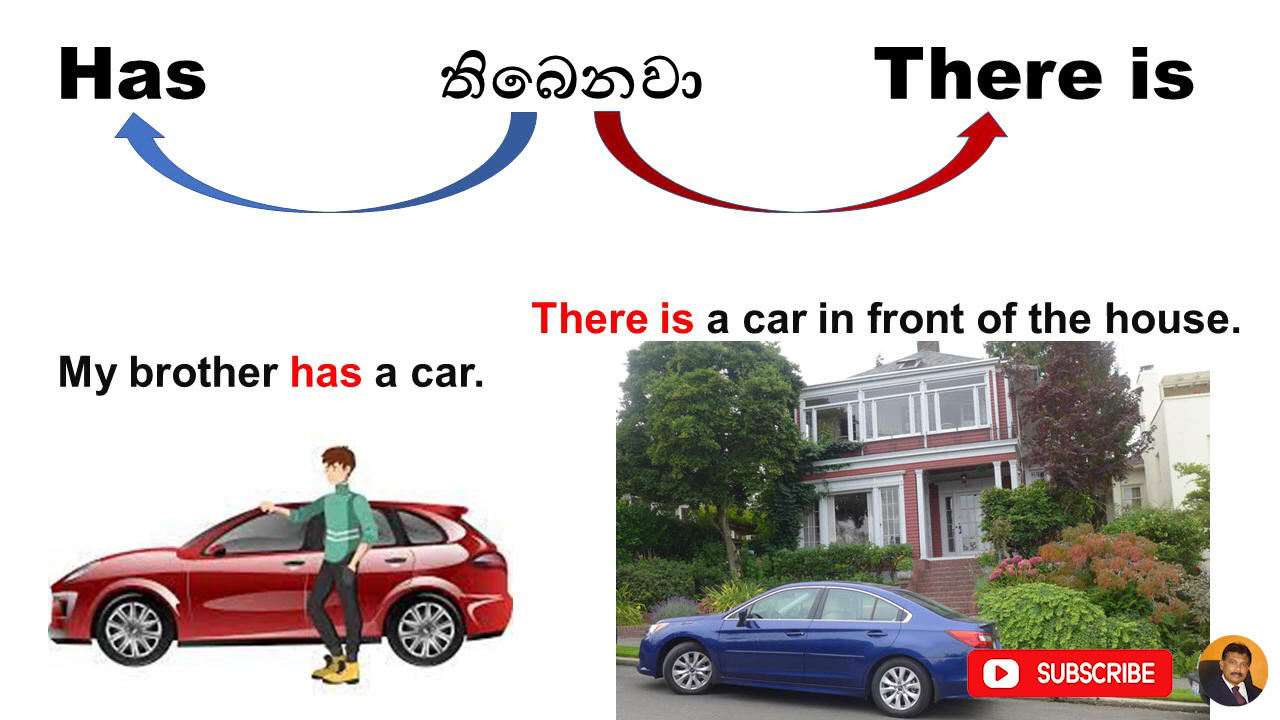 Has තිබෙනවා There is
There is a car in front of the house.
My brother has a car.
SUBSCRIBE